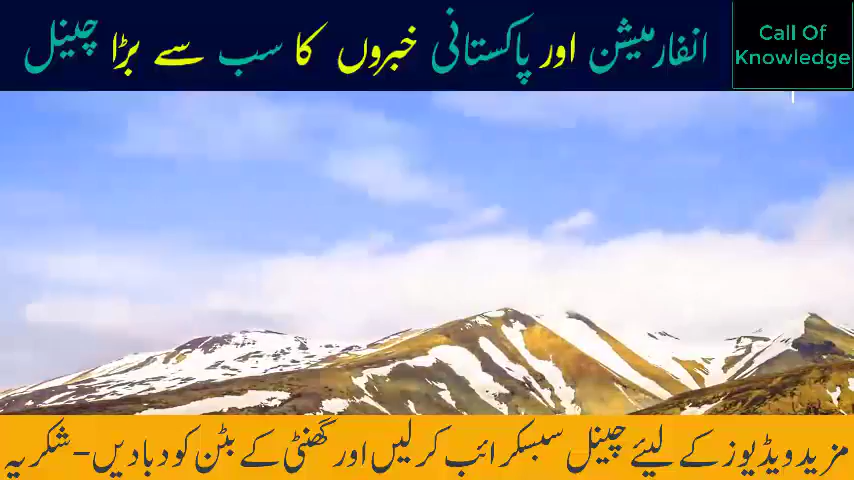 انفارمیشن اور پاکستانی خبروں کا سب سے بڑا چینل
Call Of
Knowledge
مزید ویڈیوز کے لیئے چینل سبسکرائب کرلیں اور گھنٹی کے بٹن کو دبادیں-شکریہ